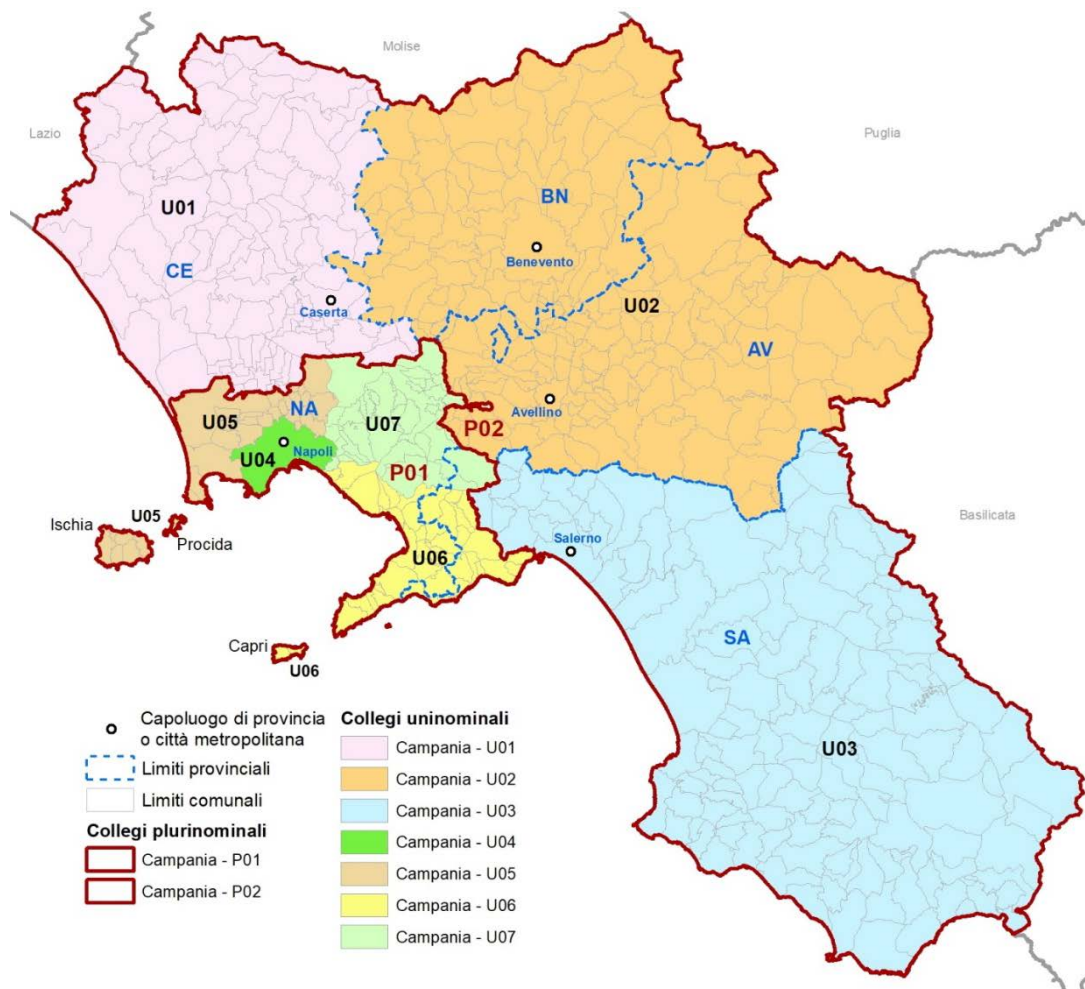 Molise
Lazio
Puglia
U01
BN
CE
Benevento
Caserta
U02
AV
NA
U05
U07
Avellino
P02
U04
Napoli
P01
Ischia
U05
Procida
Basilicata
Salerno
U06
SA
Capri
U06
U03
Capoluogo di provincia
o città metropolitana
Limiti provinciali
Limiti comunali
Collegi plurinominali
Campania - P01
Campania - P02
Collegi uninominali
Campania - U01
Campania - U02
Campania - U03
Campania - U04
Campania - U05
Campania - U06
Campania - U07